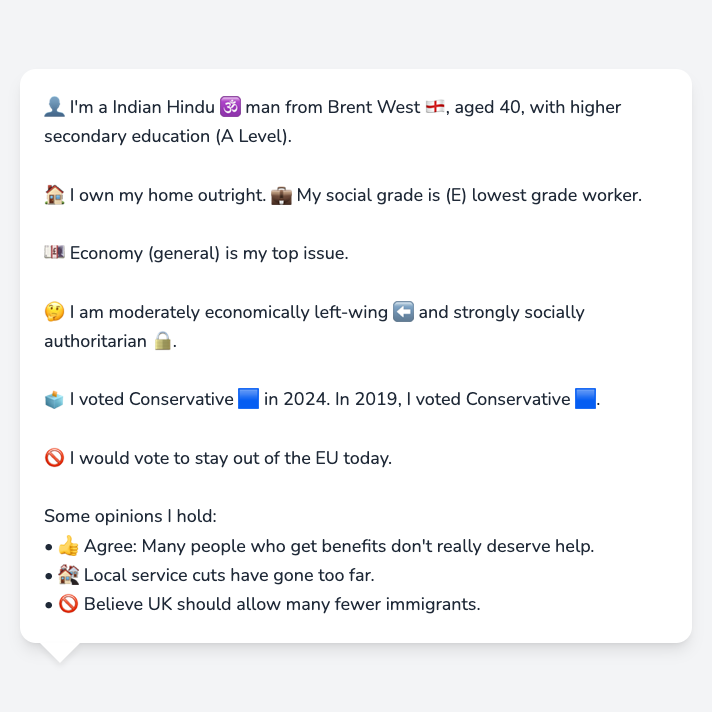 👤 I'm a Indian Hindu 🕉️ man from Brent West 🏴󠁧󠁢󠁥󠁮󠁧󠁿, aged 40, with higher
secondary education (A Level).
🏠 I own my home outright. 💼 My social grade is (E) lowest grade worker.
💷 Economy (general) is my top issue.
🤔 I am moderately economically left-wing ⬅️ and strongly socially
authoritarian 🔒.
🗳️ I voted Conservative 🟦 in 2024. In 2019, I voted Conservative 🟦.
🚫 I would vote to stay out of the EU today.
Some opinions I hold:
• 👍 Agree: Many people who get benefits don't really deserve help.
• 🏚️ Local service cuts have gone too far.
• 🚫 Believe UK should allow many fewer immigrants.